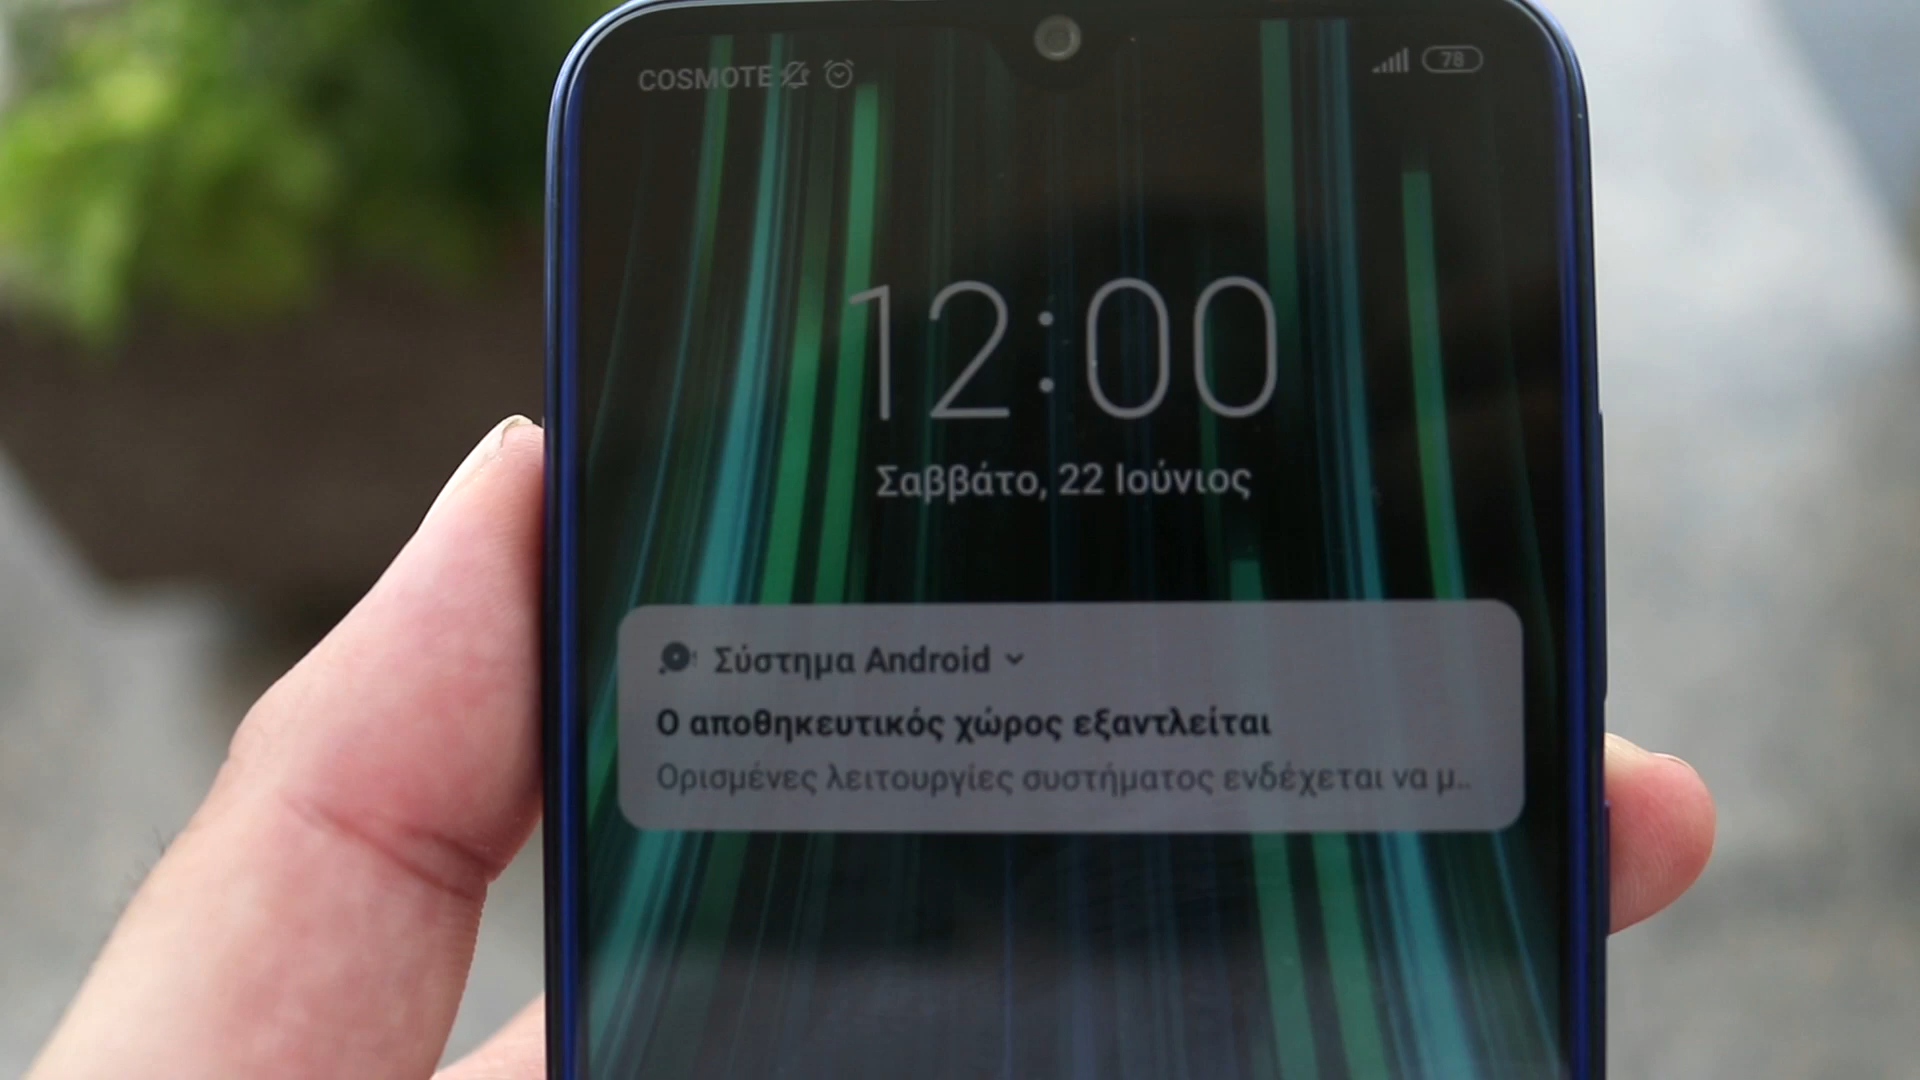 COSMOTE 78
12:00
Σαββάτο, 22 Ιούνιος
Σύστημα Android
Ο αποθηκευτικός χώρος εξαντλείται
Ορισμένες λειτουργίες συστήματος ενδέχεται να μ..